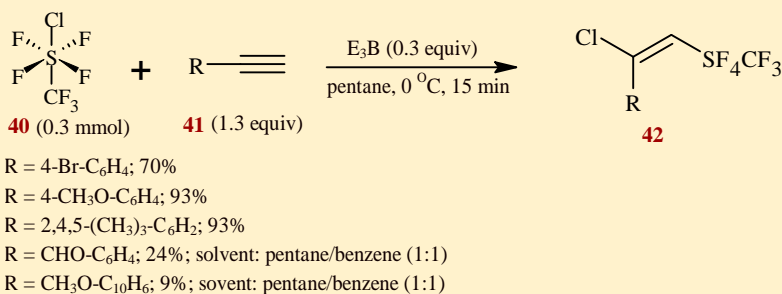 Cl
F F
S
F F
CF3
40 (0.3 mmol)
+
R
41 (1.3 equiv)
E3B (0.3 equiv)
pentane, 0 OC, 15 min
Cl
SF4CF3
R
42
R = 4-Br-C6H4; 70%
R = 4-CH3O-C6H4; 93%
R = 2,4,5-(CH3)3-C6H2; 93%
R = CHO-C6H4; 24%; solvent: pentane/benzene (1:1)
R = CH3O-C10H6; 9%; sovent: pentane/benzene (1:1)